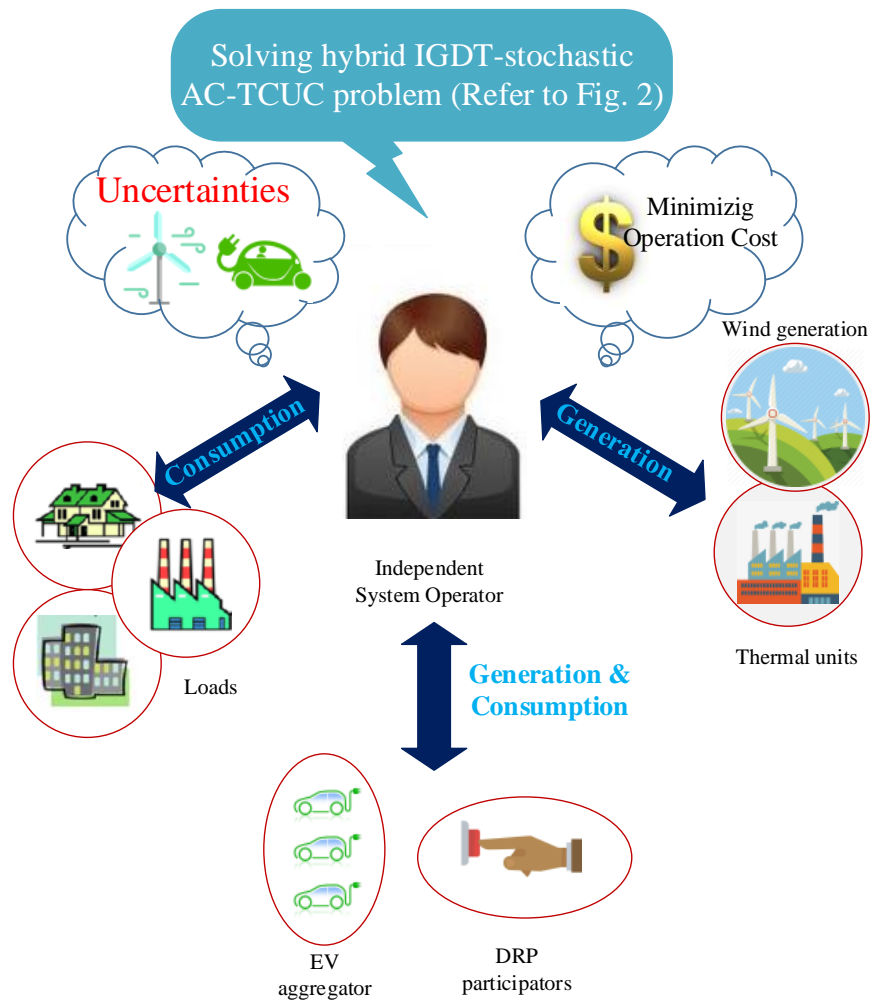 Solving hybrid IGDT-stochastic
AC-TCUC problem (Refer to Fig. 2)
Uncertainties
Minimizig
Operation Cost
Wind generation
Consumption
Generation
Independent
System Operator
Loads
Thermal units
Generation &
Consumption
EV
aggregator
DRP
participators